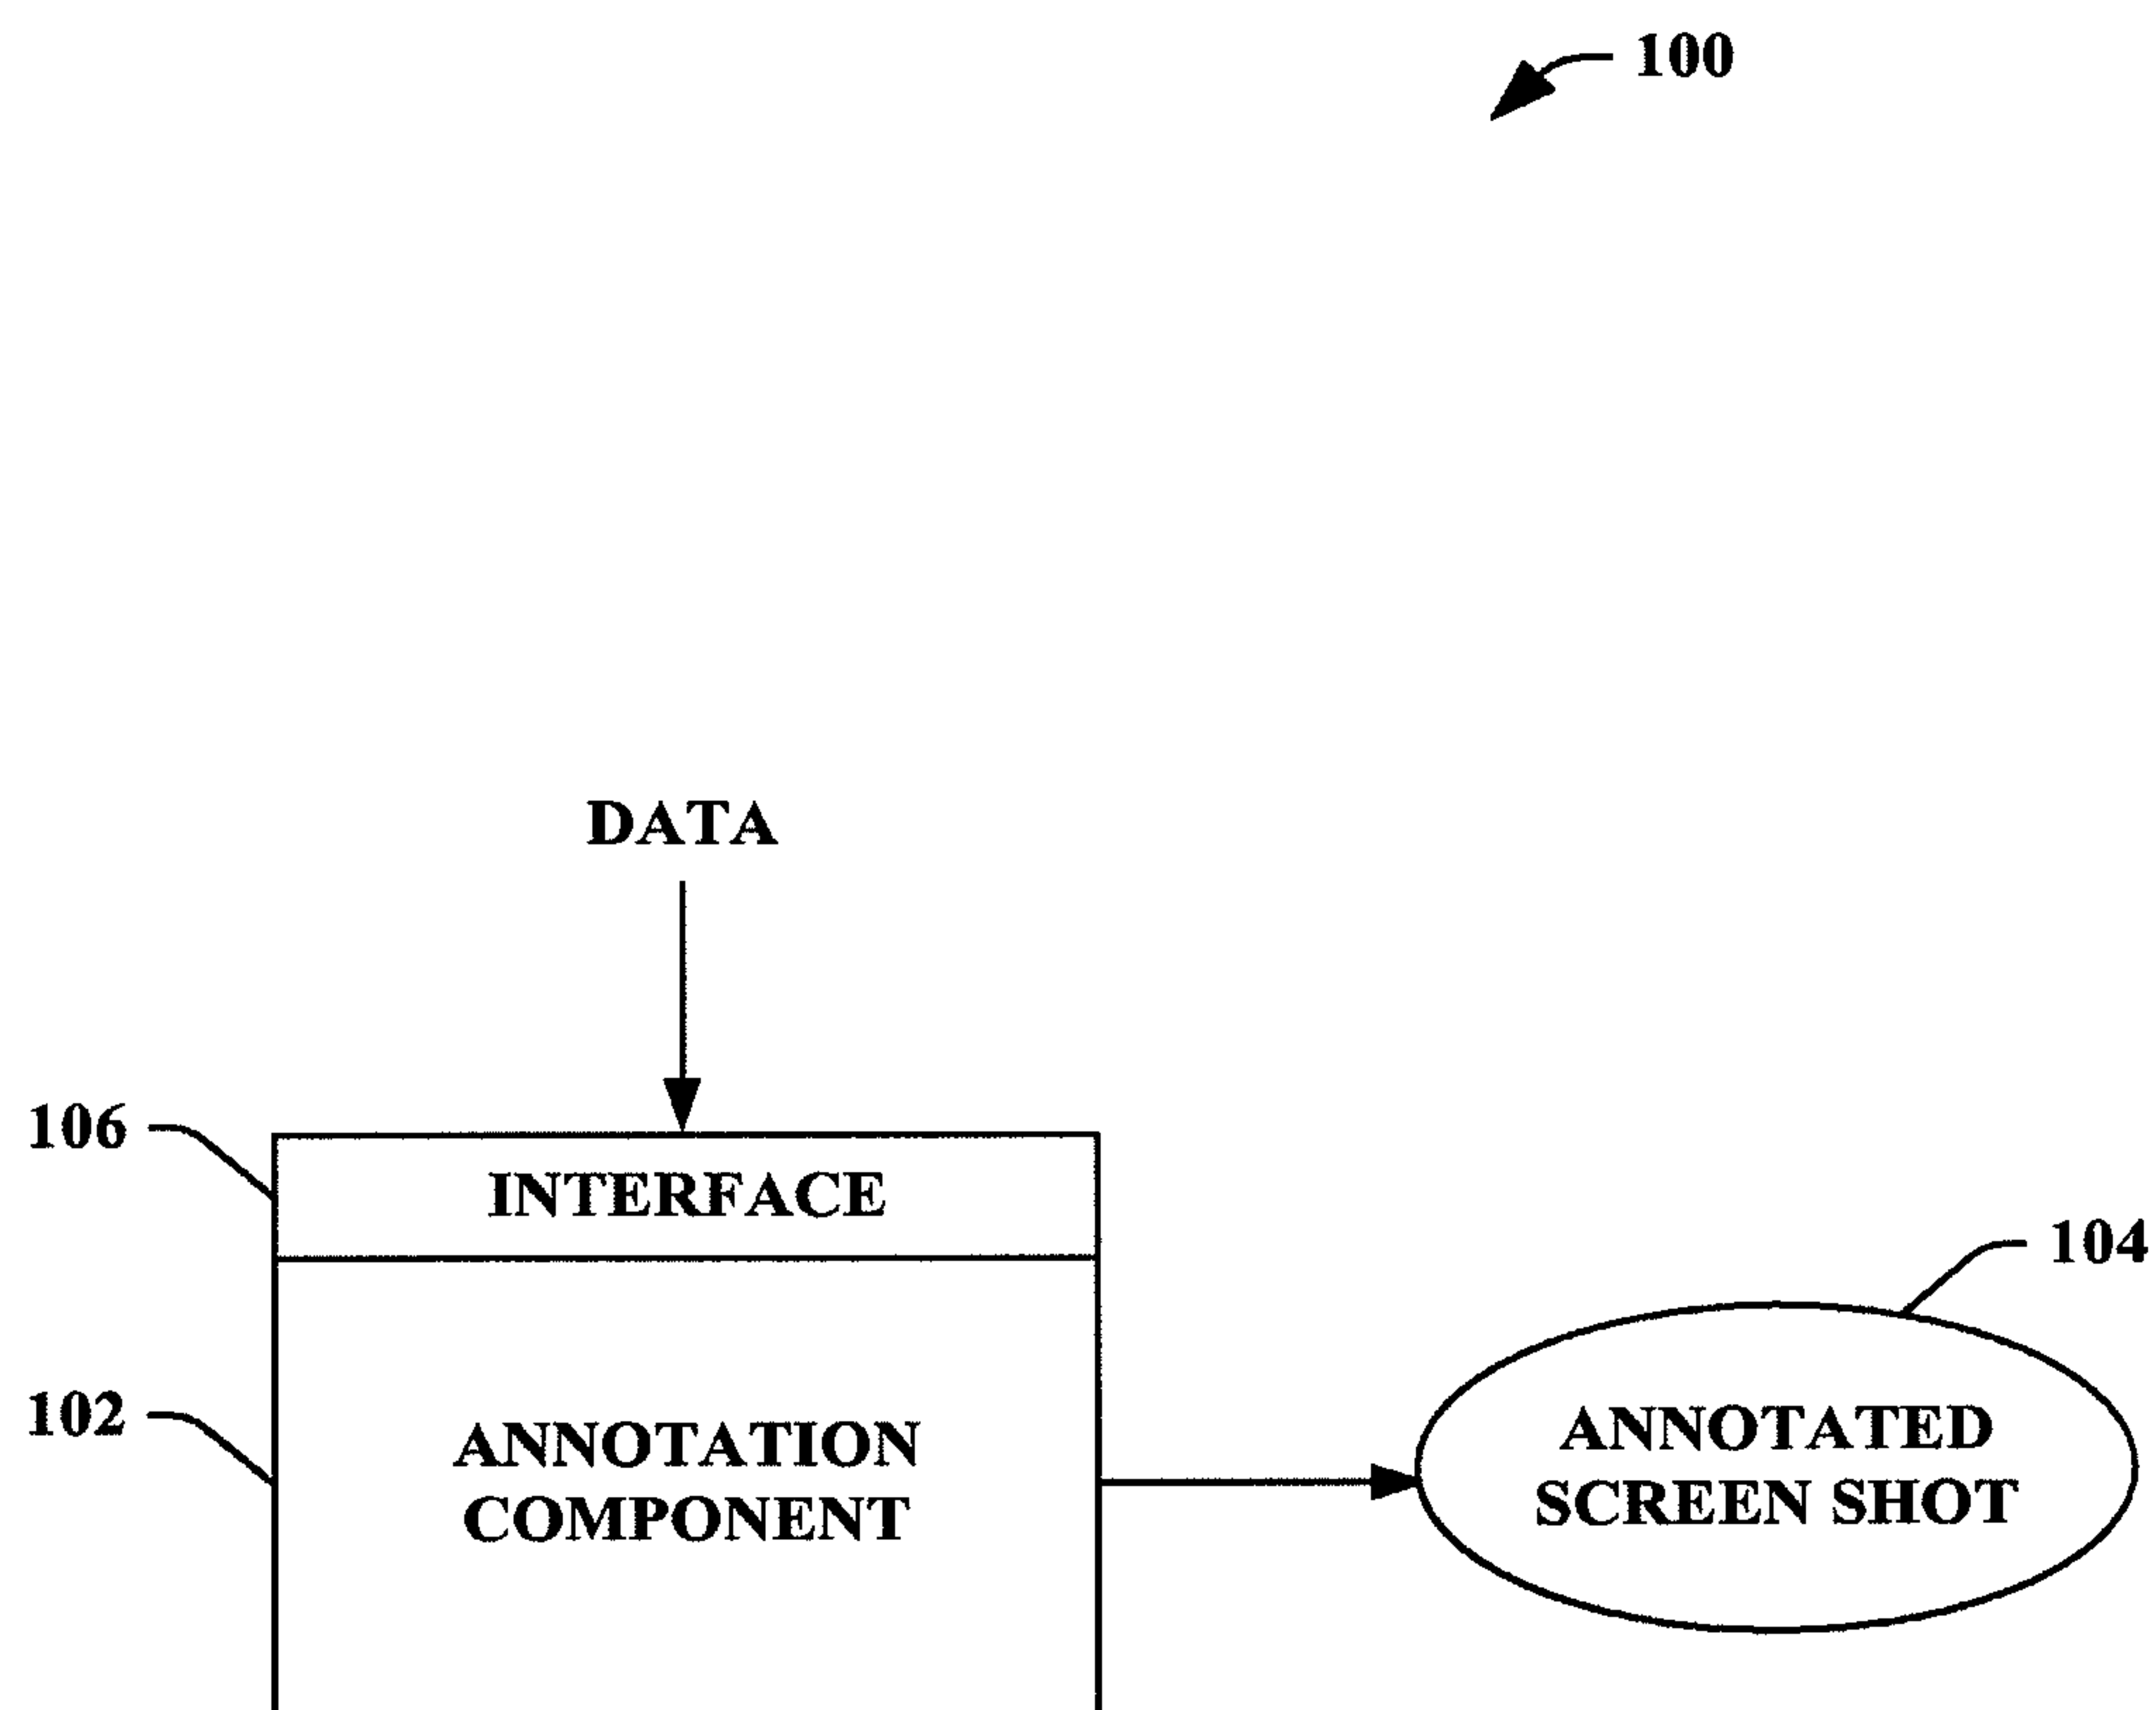 100
DATA
106
INTERFACE
104
102
ANNOTATION
COMPONENT
ANNOTATED
SCREEN SHOT